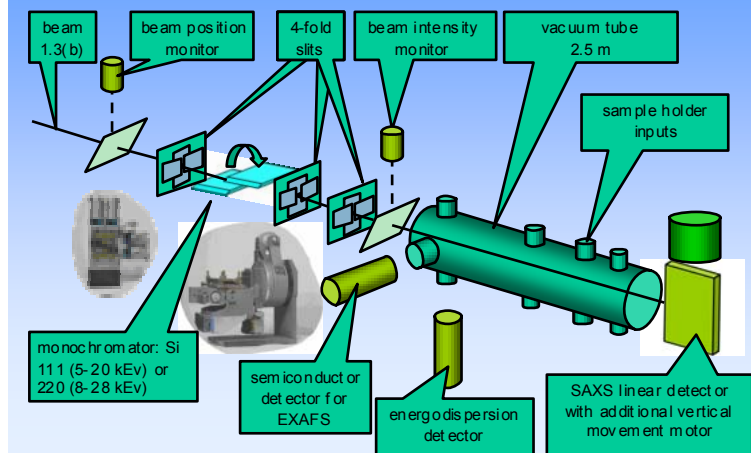 beam
1.3(b)
beam position
monitor
4-fold
slits
beam intensity
monitor
vacuum tube
2.5 m
sample holder
inputs
monochromator: Si
111 (5-20 kEv) or
220 (8-28 kEv)
semiconductor
detector for
EXAFS
energodispersion
detector
SAXS linear detector
with additional vertical
movement motor